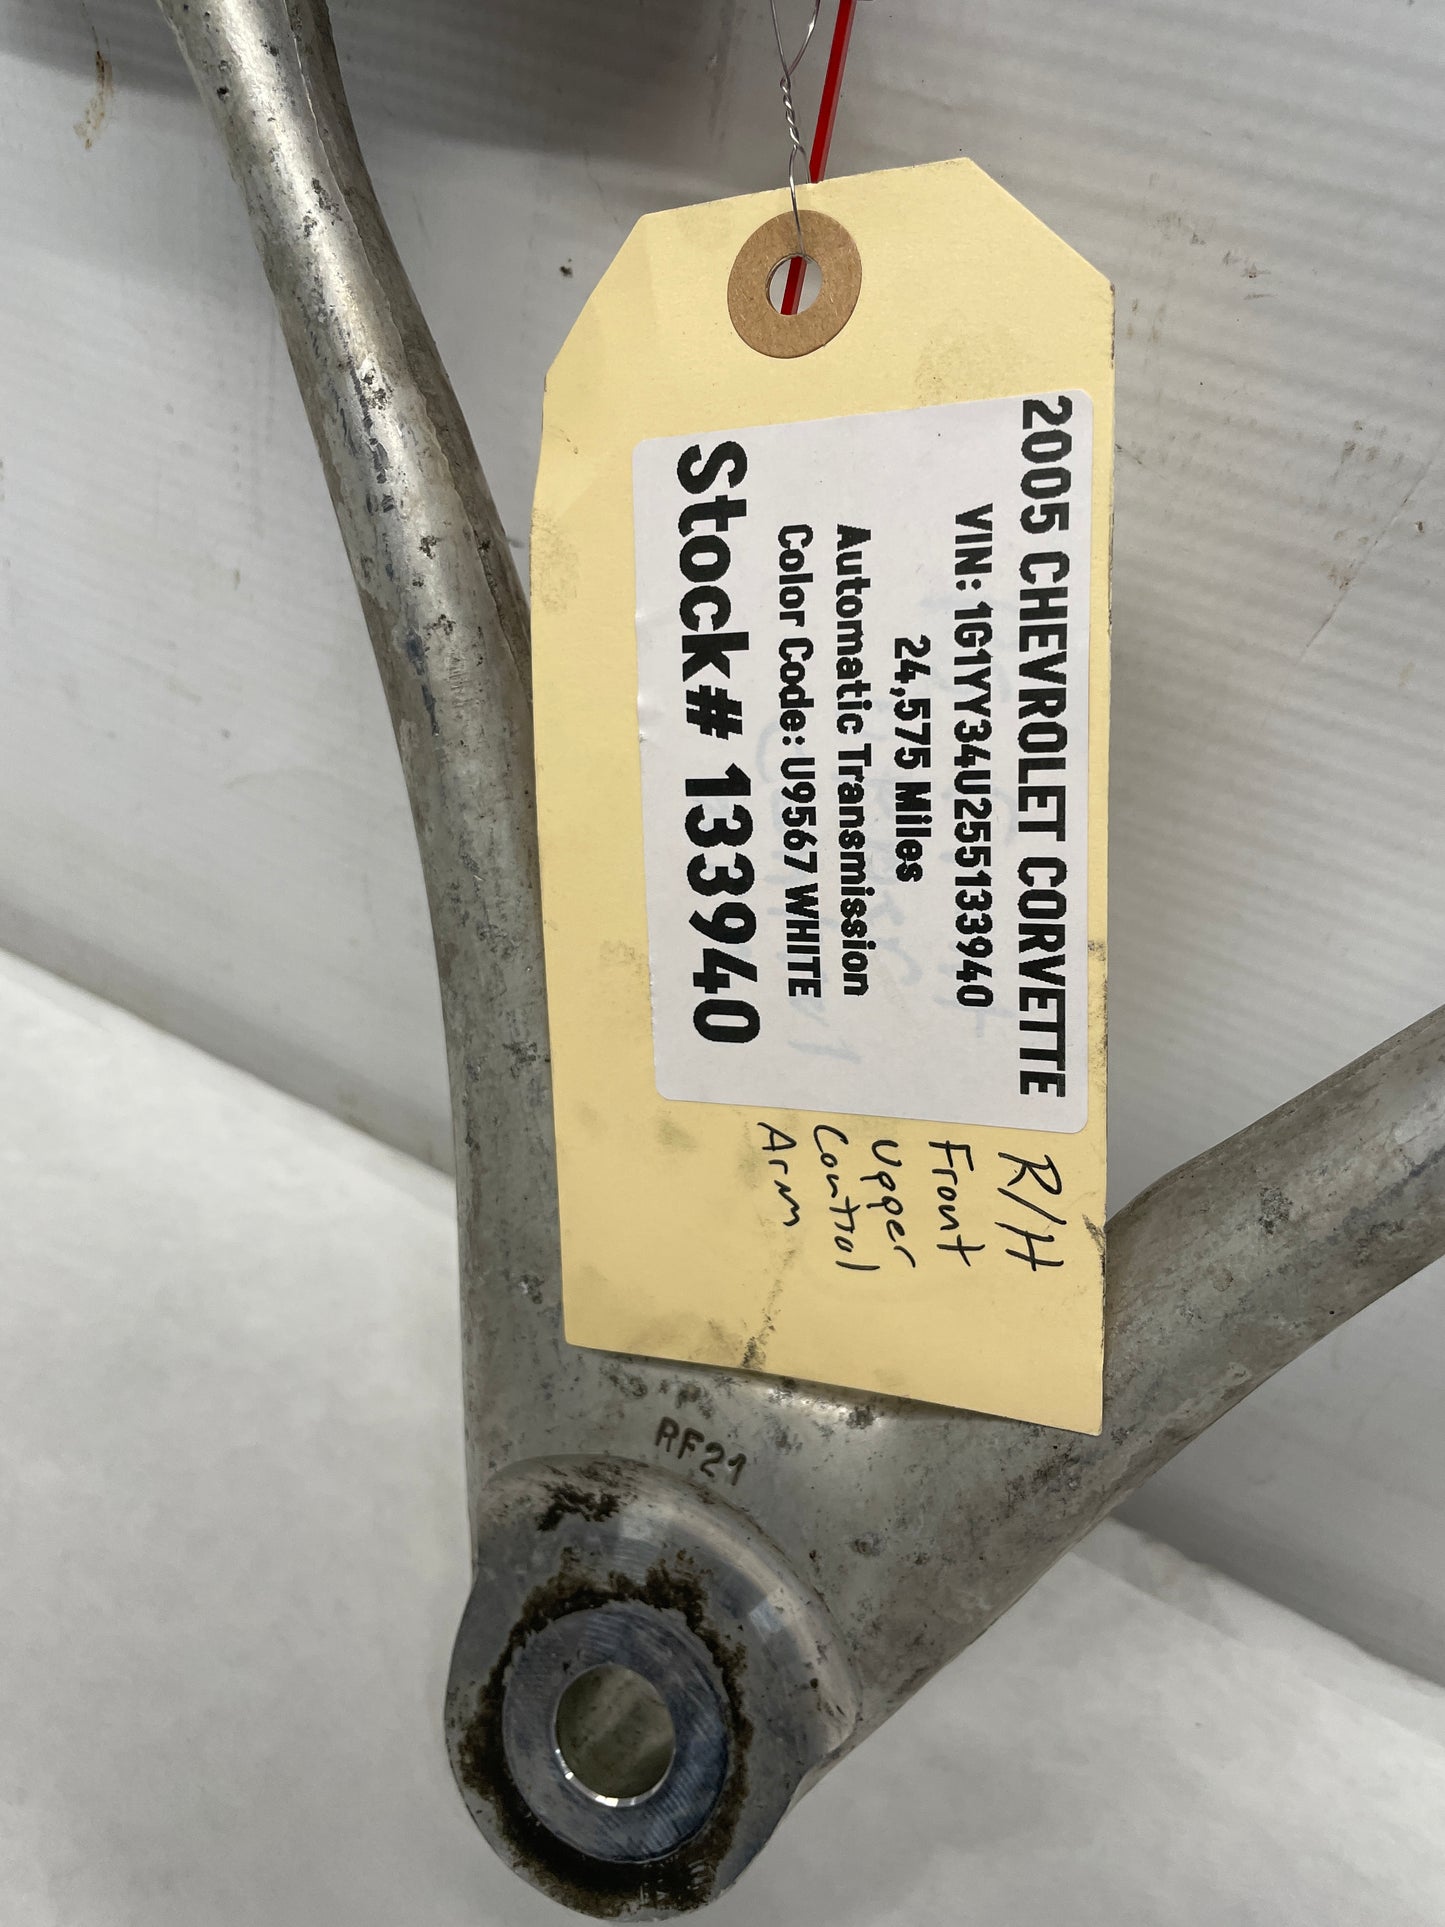 2005 CHEVROLET CORVETTE
VIN: 1G1YY34U255133940
24,575 Miles
Automatic Transmission
Color Code: U9567 WHITE
Stock# 133940
R/H
Front
Upper
Control
Arm
RF21